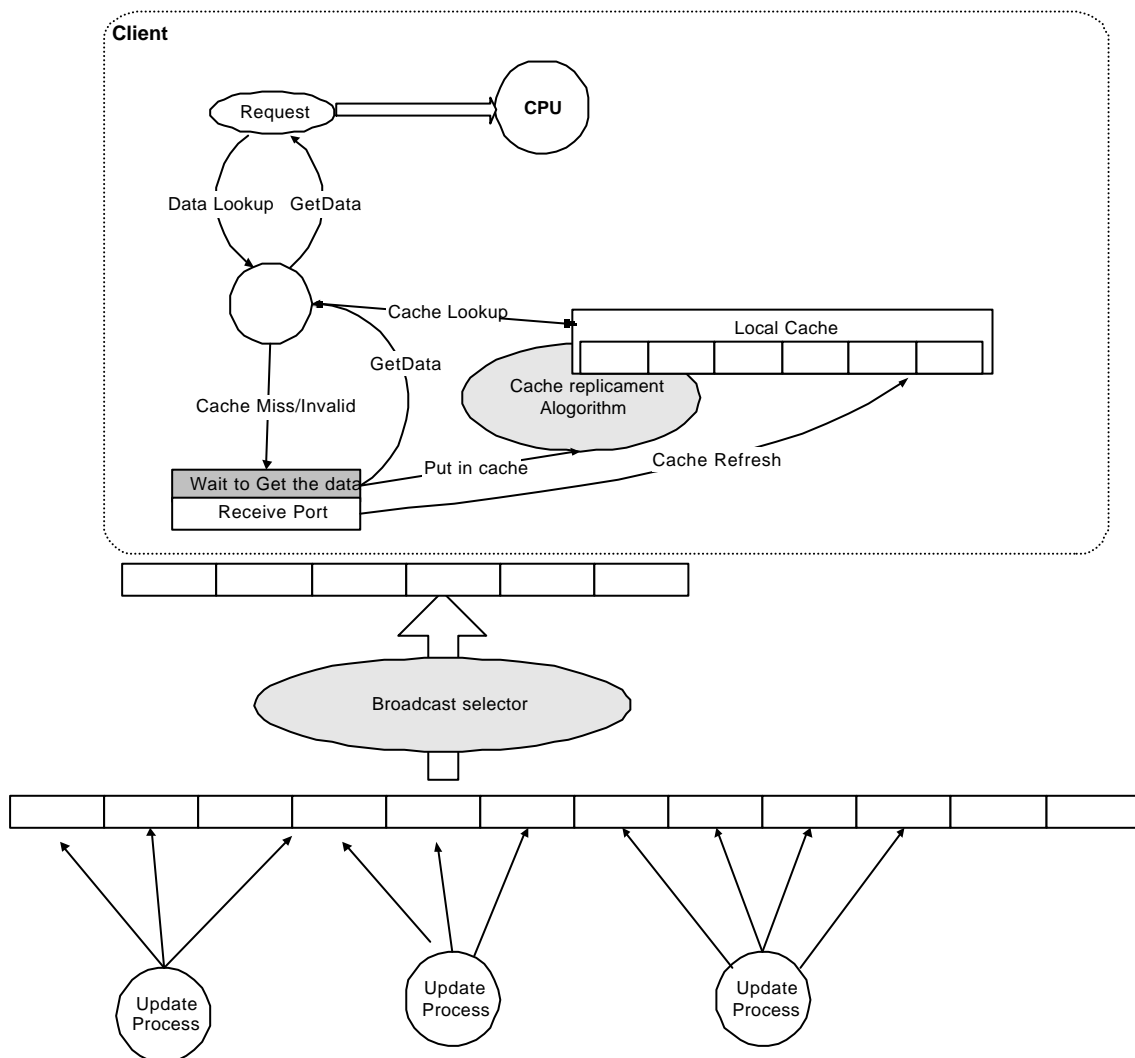 Client
Request
CPU
Data Lookup
GetData
Cache Lookup
Local Cache
GetData
Cache replicament
Alogorithm
Cache Miss/Invalid
Put in cache
Cache Refresh
Wait to Get the data
Receive Port
Broadcast selector
Update
Process
Update
Process
Update
Process